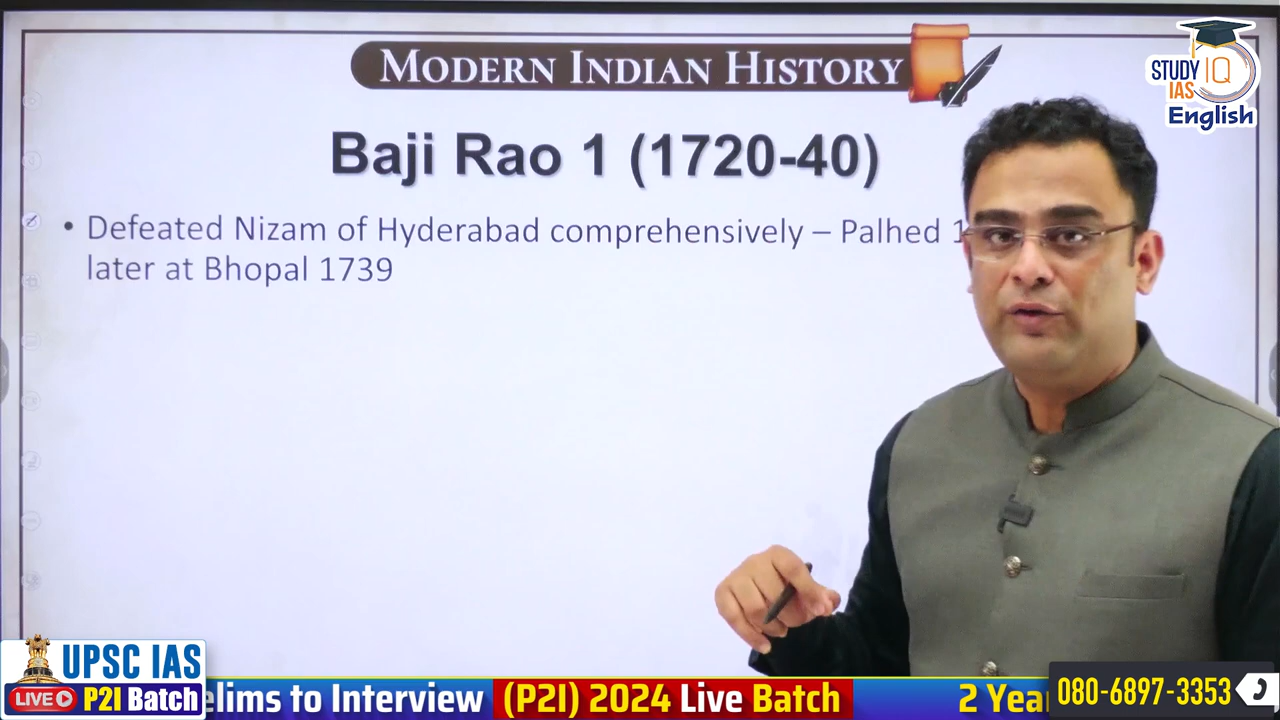 MODERN INDIAN HISTORY
STUDY IQ
IAS
English
Baji Rao 1 (1720-40)
• Defeated Nizam of Hyderabad comprehensively – Palhed
later at Bhopal 1739
UPSC IAS
LIVE
P2I Batch
elims to Interview (P2I) 2024 Live Batch 2 Yea
080-6897-3353